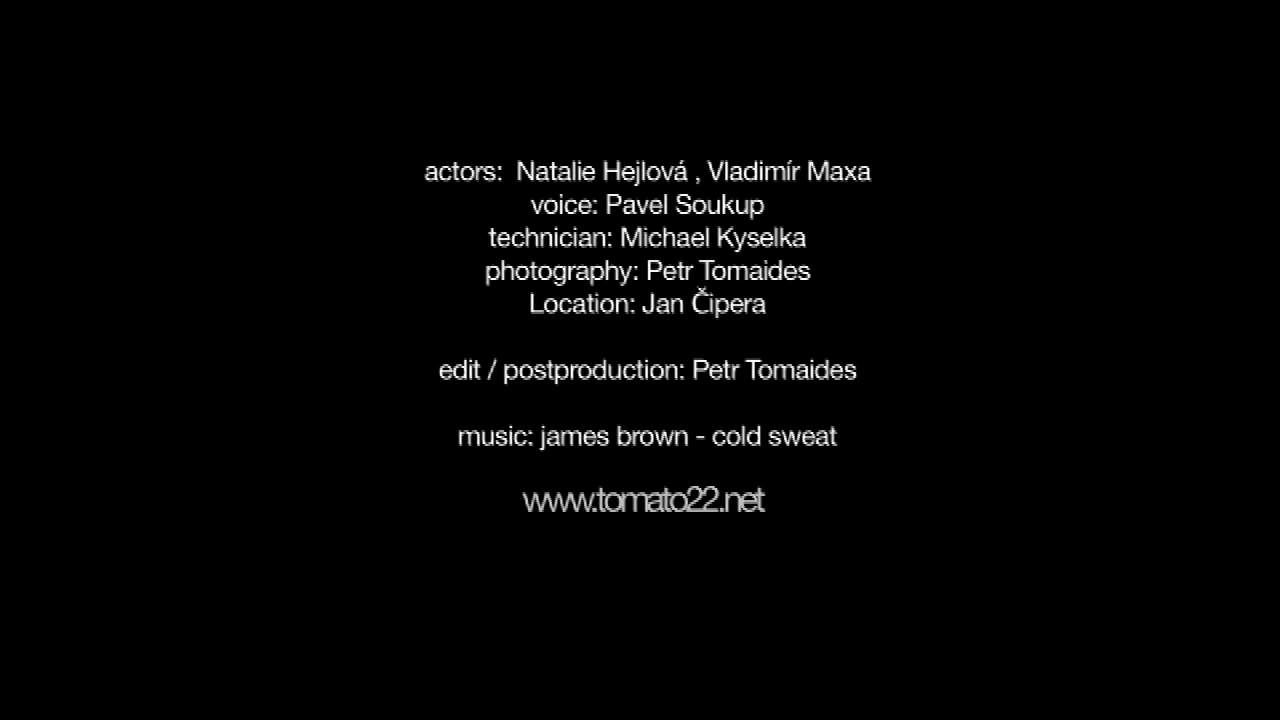 actors:  Natalie Hejlová , Vladimír Maxa
voice: Pavel Soukup
technician: Michael Kyselka
photography: Petr Tomaides
Location: Jan Čipera
edit / postproduction: Petr Tomaides
music: james brown - cold sweat
www.tomato22.net